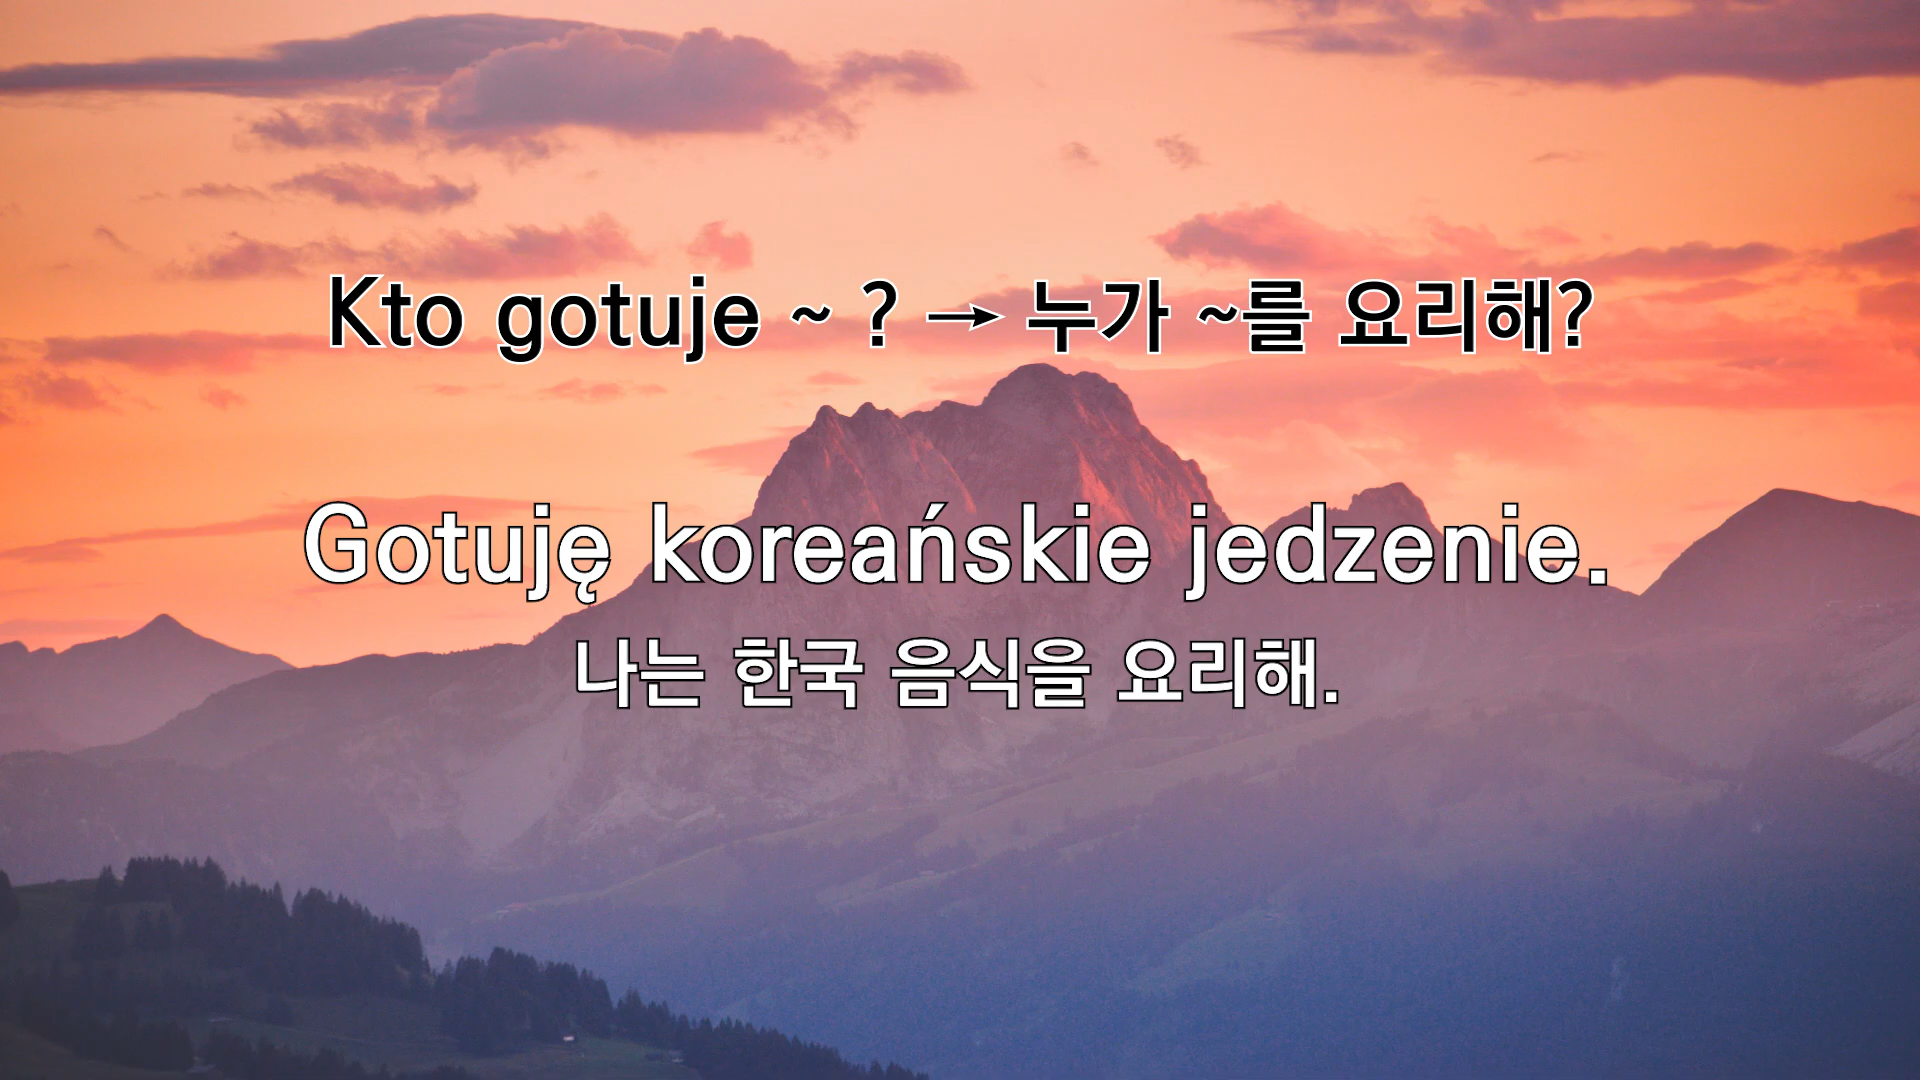 Kto gotuje ~ ? → 누가 ~를 요리해?
Gotuję koreańskie jedzenie.
나는 한국 음식을 요리해.